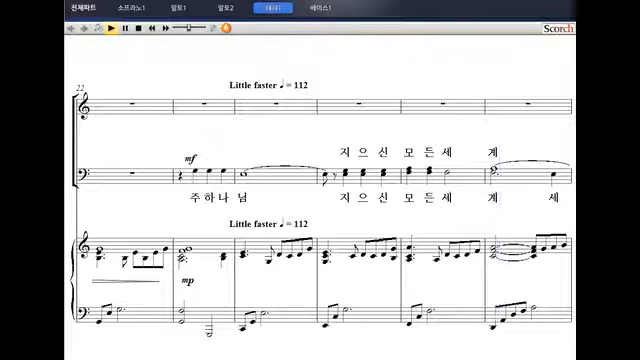 전체파트 소프라노1 알토1 알토2 베이스1
Scorch
22
Little faster ♩ = 112
지 으 신 모 든 세 계
mf
주 하 나 님 지 으 신 모 든 세 계 세
Little faster ♩ = 112
mp